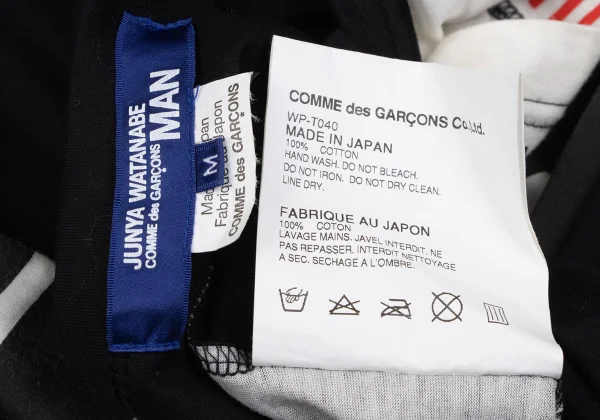 JUNYA WATANABE
COMME des GARÇONS MAN
M
Made in Japan
Fabriqué au Japon
COMME des GARÇONS
COMME des GARÇONS Co.Ltd.
WP-T040
MADE IN JAPAN
100% COTTON
HAND WASH. DO NOT BLEACH.
DO NOT IRON. DO NOT DRY CLEAN.
LINE DRY.
FABRIQUE AU JAPON
100% COTON
LAVAGE MAINS. JAVEL INTERDIT. NE
PAS REPASSER. INTERDIT NETTOYAGE
A SEC. SECHAGE A L'OMBRE.